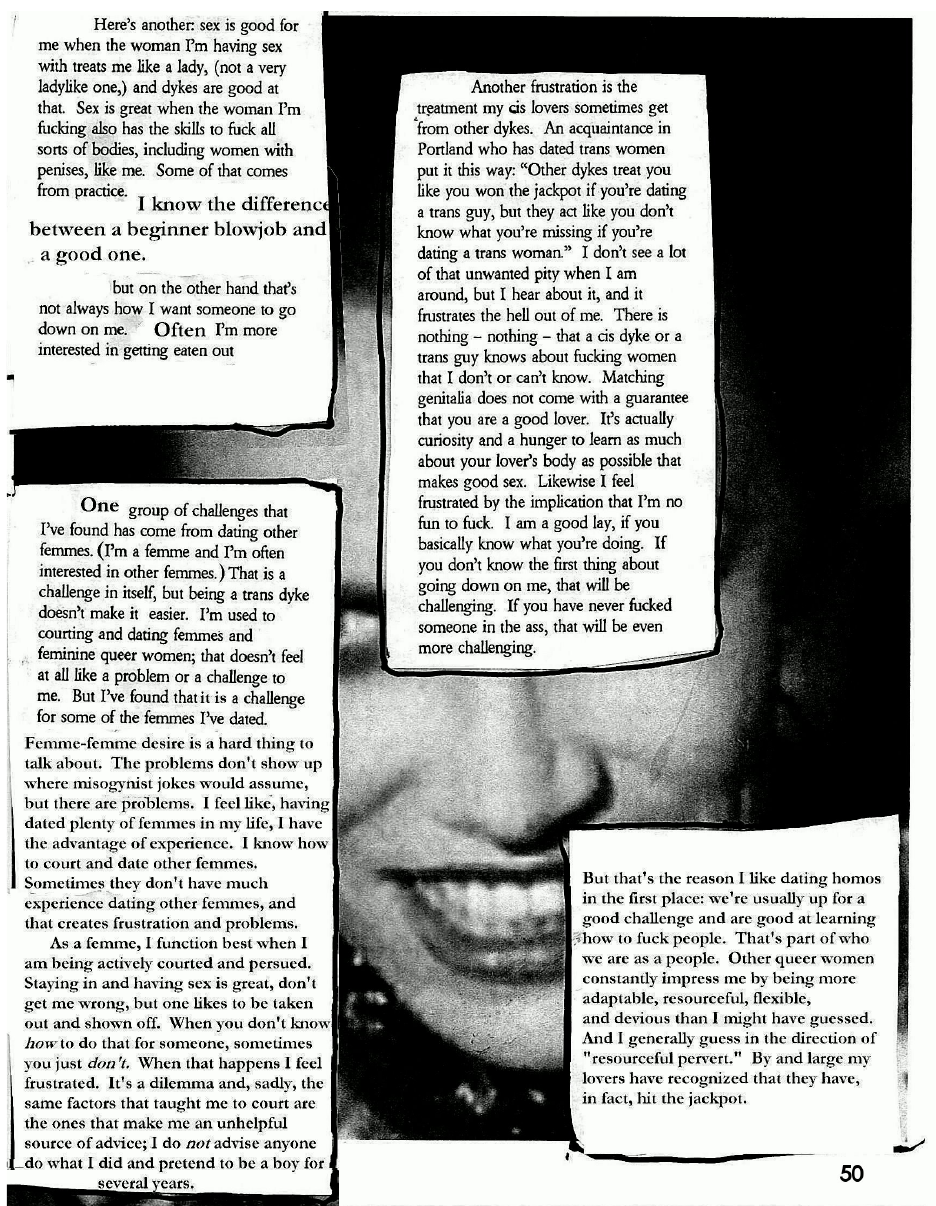 Here's another: sex is good for
me when the woman I'm having sex
with treats me like a lady, (not a very
ladylike one,) and dykes are good at
that. Sex is great when the woman I'm
fucking also has the skills to fuck all
sorts of bodies, including women with
penises, like me. Some of that comes
from practice.
I know the difference
between a beginner blowjob and
a good one.
but on the other hand that's
not always how I want someone to go
down on me. Often I'm more
interested in getting eaten out
One group of challenges that
I've found has come from dating other
femmes. (I'm a femme and I'm often
interested in other femmes.) That is a
challenge in itself, but being a trans dyke
doesn't make it easier. I'm used to
courting and dating femmes and
feminine queer women; that doesn't feel
at all like a problem or a challenge to
me. But I've found that it is a challenge
for some of the femmes I've dated.
Femme-femme desire is a hard thing to
talk about. The problems don't show up
where misogynist jokes would assume,
but there are problems. I feel like, having
dated plenty of femmes in my life, I have
the advantage of experience. I know how
to court and date other femmes.
Sometimes they don't have much
experience dating other femmes, and
that creates frustration and problems.
As a femme, I function best when I
am being actively courted and persued.
Staying in and having sex is great, don't
get me wrong, but one likes to be taken
out and shown off. When you don't know
how to do that for someone, sometimes
you just don't. When that happens I feel
frustrated. It's a dilemma and, sadly, the
same factors that taught me to court are
the ones that make me an unhelpful
source of advice; I do not advise anyone
do what I did and pretend to be a boy for
several years.
Another frustration is the
treatment my cis lovers sometimes get
from other dykes. An acquaintance in
Portland who has dated trans women
put it this way: "Other dykes treat you
like you won the jackpot if you're dating
a trans guy, but they act like you don't
know what you're missing if you're
dating a trans woman." I don't see a lot
of that unwanted pity when I am
around, but I hear about it, and it
frustrates the hell out of me. There is
nothing – nothing – that a cis dyke or a
trans guy knows about fucking women
that I don't or can't know. Matching
genitalia does not come with a guarantee
that you are a good lover. It's actually
curiosity and a hunger to learn as much
about your lover's body as possible that
makes good sex. Likewise I feel
frustrated by the implication that I'm no
fun to fuck. I am a good lay, if you
basically know what you're doing. If
you don't know the first thing about
going down on me, that will be
challenging. If you have never fucked
someone in the ass, that will be even
more challenging.
But that's the reason I like dating homos
in the first place: we're usually up for a
good challenge and are good at learning
how to fuck people. That's part of who
we are as a people. Other queer women
constantly impress me by being more
adaptable, resourceful, flexible,
and devious than I might have guessed.
And I generally guess in the direction of
"resourceful pervert." By and large my
lovers have recognized that they have,
in fact, hit the jackpot.
50